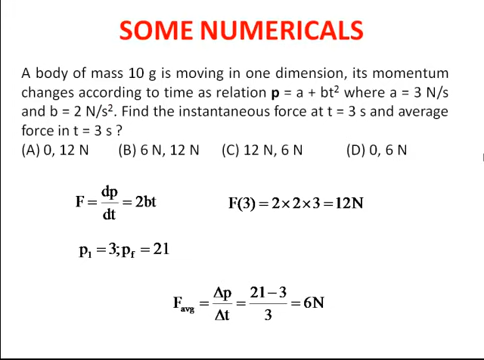 SOME NUMERICALS
A body of mass 10 g is moving in one dimension, its momentum
changes according to time as relation p = a + bt² where a = 3 N/s
and b = 2 N/s². Find the instantaneous force at t = 3 s and average
force in t = 3 s ?
(A) 0, 12 N (B) 6 N, 12 N (C) 12 N, 6 N (D) 0, 6 N
F = dp/dt = 2bt F(3) = 2×2×3 = 12N
p₁ = 3; p_f = 21
F_avg = Δp/Δt = 21−3/3 = 6N